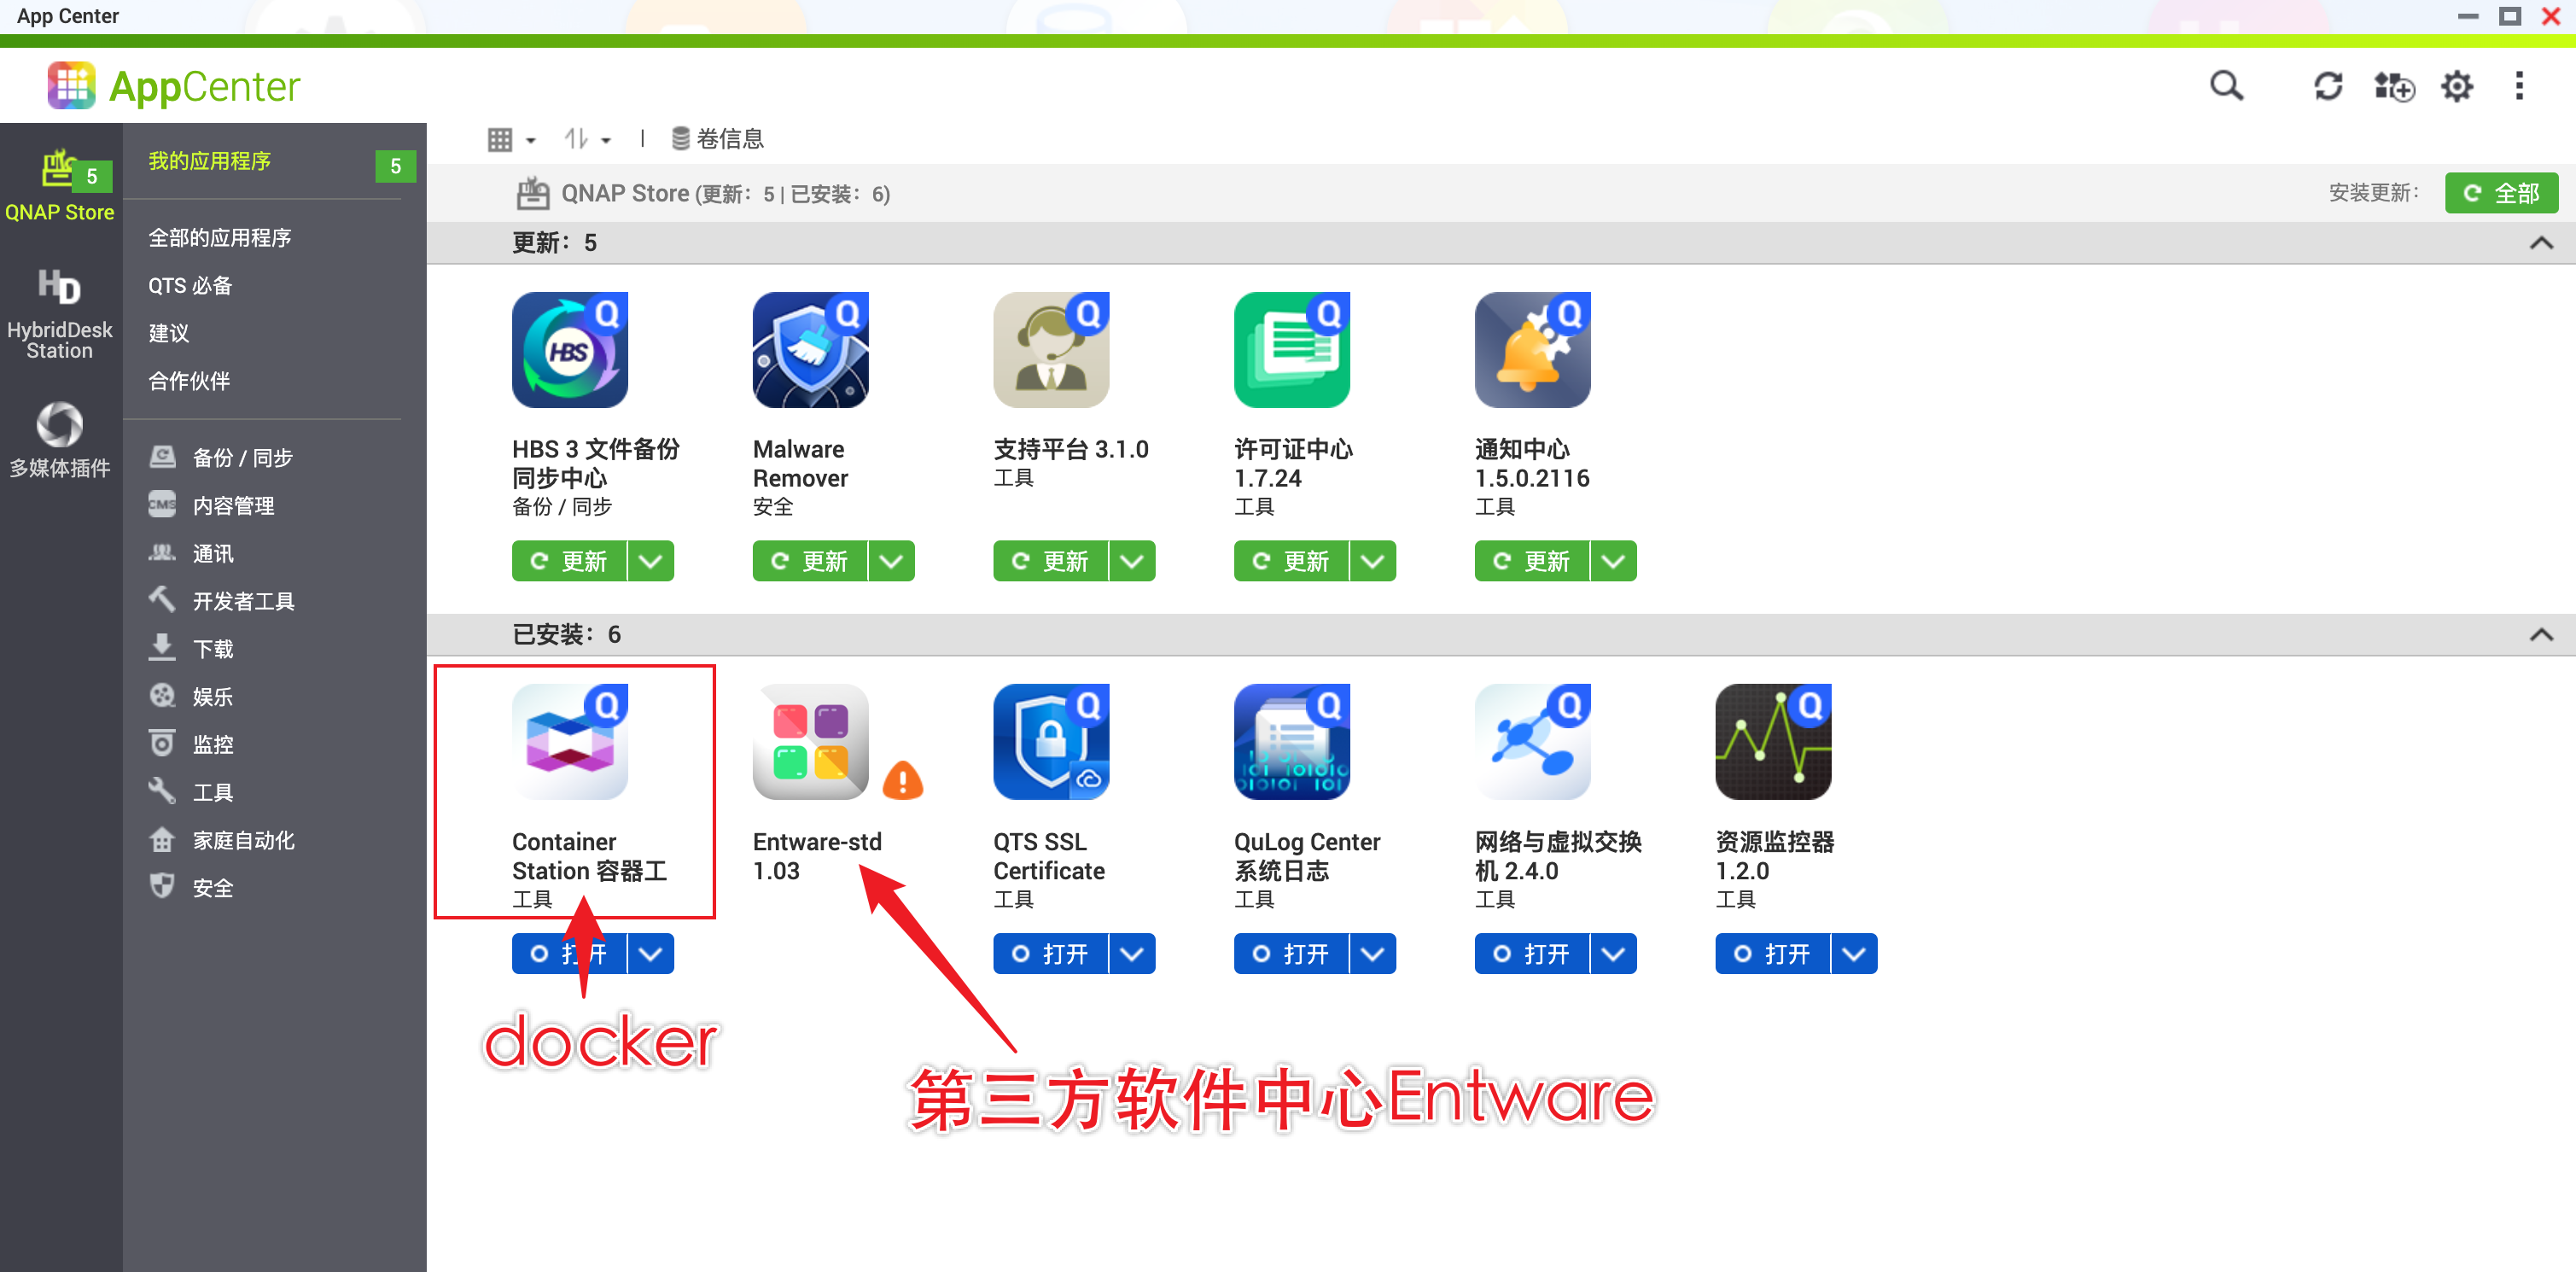 App Center
AppCenter
5
QNAP Store
HybridDesk
Station
多媒体插件
我的应用程序
5
全部的应用程序
QTS 必备
建议
合作伙伴
备份 / 同步
CMS
内容管理
通讯
开发者工具
下载
娱乐
监控
工具
家庭自动化
安全
卷信息
QNAP Store (更新：5 | 已安装：6)
安装更新：
全部
更新：5
HBS
HBS 3 文件备份
同步中心
备份 / 同步
更新
Malware
Remover
安全
更新
支持平台 3.1.0
工具
更新
许可证中心
1.7.24
工具
更新
通知中心
1.5.0.2116
工具
更新
已安装：6
Container
Station 容器工
工具
打开
Entware-std
1.03
QTS SSL
Certificate
工具
打开
QuLog Center
系统日志
工具
打开
网络与虚拟交换
机 2.4.0
工具
打开
资源监控器
1.2.0
工具
打开
docker
第三方软件中心Entware